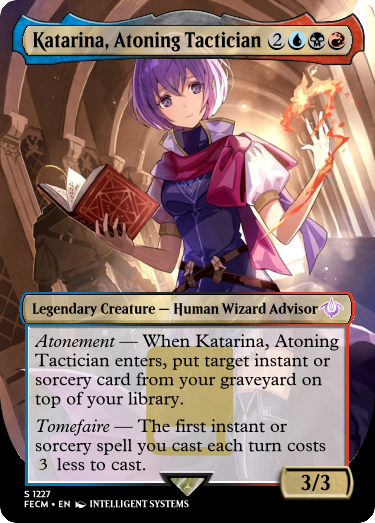 Katarina, Atoning Tactician 2
Legendary Creature — Human Wizard Advisor
Atonement — When Katarina, Atoning
Tactician enters, put target instant or
sorcery card from your graveyard on
top of your library.
Tomefaire — The first instant or
sorcery spell you cast each turn costs
3 less to cast.
3/3
S 1227
FECM • EN INTELLIGENT SYSTEMS